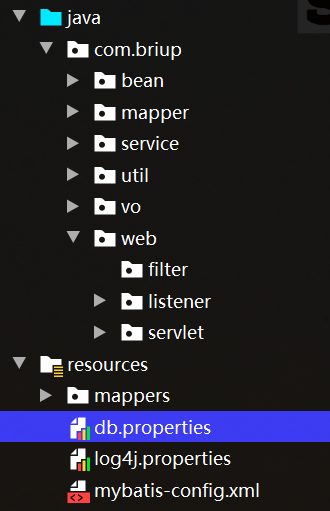 java
com.briup
bean
mapper
service
util
vo
web
filter
listener
servlet
resources
mappers
db.properties
log4j.properties
mybatis-config.xml